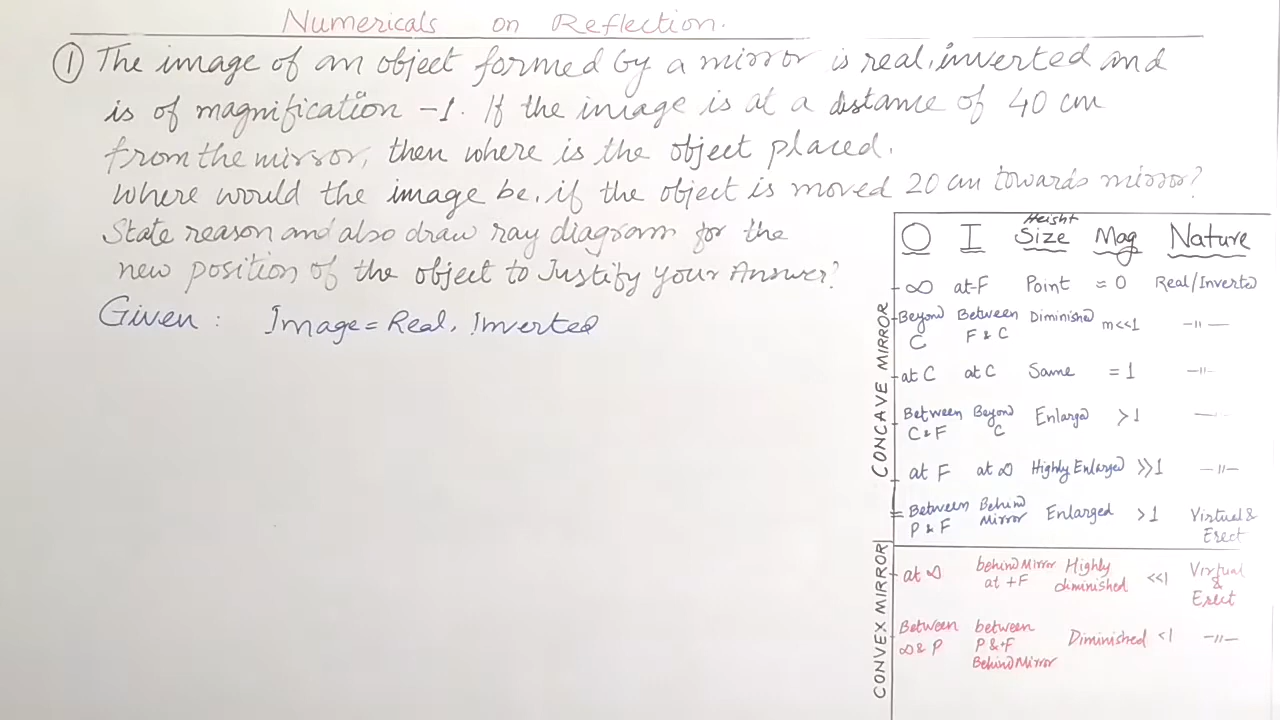 Numericals on Reflection.
① The image of an object formed by a mirror is real, inverted and
is of magnification -1. If the image is at a distance of 40 cm
from the mirror, then where is the object placed.
Where would the image be, if the object is moved 20 cm towards mirror?
State reason and also draw ray diagram for the
new position of the object to Justify your Answer?
Given : Image = Real, Inverted
CONCAVE MIRROR
O I Height Size Mag Nature
∞ at F Point ≈ 0 Real/Inverted
Beyond C Between F & C Diminished m<<1 -〃-
at C at C Same = 1 -〃-
Between C & F Beyond C Enlarged >1 -〃-
at F at ∞ Highly Enlarged >>1 -〃-
Between P & F Behind Mirror Enlarged >1 Virtual & Erect
CONVEX MIRROR
at ∞ behind Mirror at +F Highly diminished <<1 Virtual & Erect
Between ∞ & P between P & +F Behind Mirror Diminished <1 -〃-